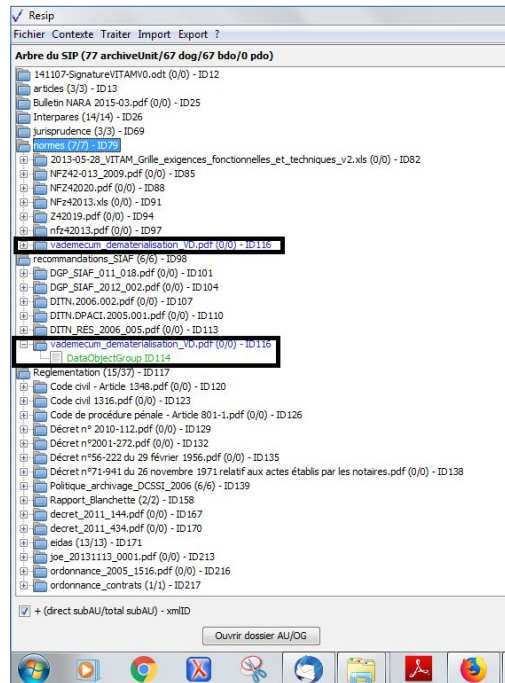 Resip
Fichier Contexte Traiter Import Export ?
Arbre du SIP (77 archiveUnit/67 dog/67 bdo/0 pdo)
141107-SignatureVITAMV0.odt (0/0) - ID12
articles (3/3) - ID13
Bulletin NARA 2015-03.pdf (0/0) - ID25
Interpares (14/14) - ID26
jurisprudence (3/3) - ID69
normes (7/7) - ID79
2013-05-28_VITAM_Grille_exigences_fonctionnelles_et_techniques_v2.xls (0/0) - ID82
NFZ42-013_2009.pdf (0/0) - ID85
NFZ42020.pdf (0/0) - ID88
NFz42013.xls (0/0) - ID91
Z42019.pdf (0/0) - ID94
nfz42013.pdf (0/0) - ID97
vademecum_dematerialisation_VD.pdf (0/0) - ID116
recommandations_SIAF (6/6) - ID98
DGP_SIAF_011_018.pdf (0/0) - ID101
DGP_SIAF_2012_002.pdf (0/0) - ID104
DITN.2006.002.pdf (0/0) - ID107
DITN.DPACI.2005.001.pdf (0/0) - ID110
DITN_RES_2006_005.pdf (0/0) - ID113
vademecum_dematerialisation_VD.pdf (0/0) - ID116
DataObjectGroup ID114
Reglementation (15/37) - ID117
Code civil - Article 1348.pdf (0/0) - ID120
Code civil 1316.pdf (0/0) - ID123
Code de procédure pénale - Article 801-1.pdf (0/0) - ID126
Décret n° 2010-112.pdf (0/0) - ID129
Décret n°2001-272.pdf (0/0) - ID132
Décret n°56-222 du 29 février 1956.pdf (0/0) - ID135
Décret n°71-941 du 26 novembre 1971 relatif aux actes établis par les notaires.pdf (0/0) - ID138
Politique_archivage_DCSSI_2006 (6/6) - ID139
Rapport_Blanchette (2/2) - ID158
decret_2011_144.pdf (0/0) - ID167
decret_2011_434.pdf (0/0) - ID170
eidas (13/13) - ID171
joe_20131113_0001.pdf (0/0) - ID213
ordonnance_2005_1516.pdf (0/0) - ID216
ordonnance_contrats (1/1) - ID217
+ (direct subAU/total subAU) - xmlID
Ouvrir dossier AU/OG